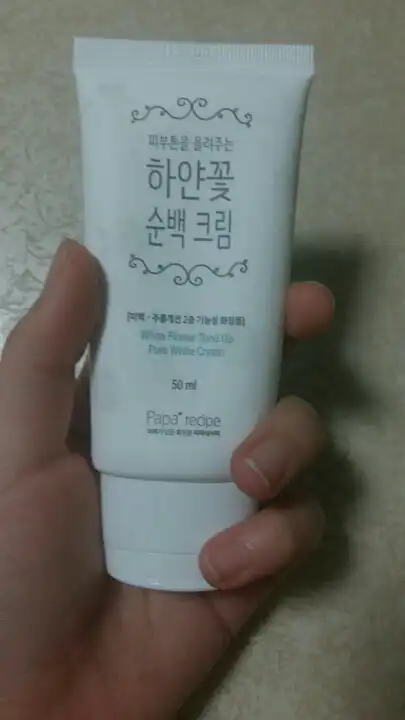 피부톤을 올려주는
하얀꽃
순백 크림
[미백·주름개선 2중 기능성 화장품]
White Flower Tone Up
Pure White Cream
50 ml
Papa recipe